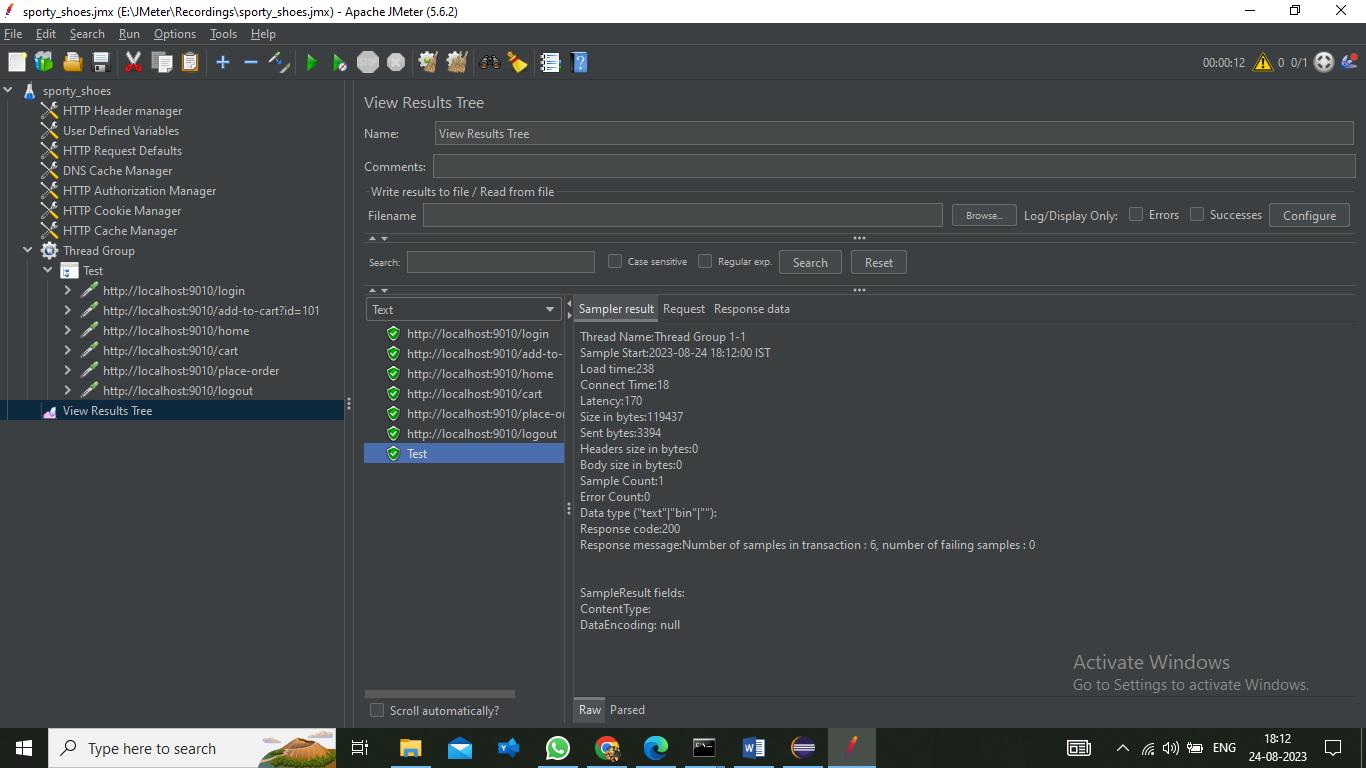 sporty_shoes.jmx (E:\JMeter\Recordings\sporty_shoes.jmx) - Apache JMeter (5.6.2)
File Edit Search Run Options Tools Help
STOP
00:00:12 0 0/1
sporty_shoes
HTTP Header manager
User Defined Variables
HTTP Request Defaults
DNS Cache Manager
HTTP Authorization Manager
HTTP Cookie Manager
HTTP Cache Manager
Thread Group
Test
http://localhost:9010/login
http://localhost:9010/add-to-cart?id=101
http://localhost:9010/home
http://localhost:9010/cart
http://localhost:9010/place-order
http://localhost:9010/logout
View Results Tree
View Results Tree
Name: View Results Tree
Comments:
Write results to file / Read from file
Filename Browse... Log/Display Only: Errors Successes Configure
Search: Case sensitive Regular exp. Search Reset
Text
http://localhost:9010/login
http://localhost:9010/add-to-
http://localhost:9010/home
http://localhost:9010/cart
http://localhost:9010/place-or
http://localhost:9010/logout
Test
Scroll automatically?
Sampler result Request Response data
Thread Name:Thread Group 1-1
Sample Start:2023-08-24 18:12:00 IST
Load time:238
Connect Time:18
Latency:170
Size in bytes:119437
Sent bytes:3394
Headers size in bytes:0
Body size in bytes:0
Sample Count:1
Error Count:0
Data type ("text"|"bin"|""):
Response code:200
Response message:Number of samples in transaction : 6, number of failing samples : 0
SampleResult fields:
ContentType:
DataEncoding: null
Raw Parsed
Activate Windows
Go to Settings to activate Windows.
Type here to search
ENG
18:12
24-08-2023